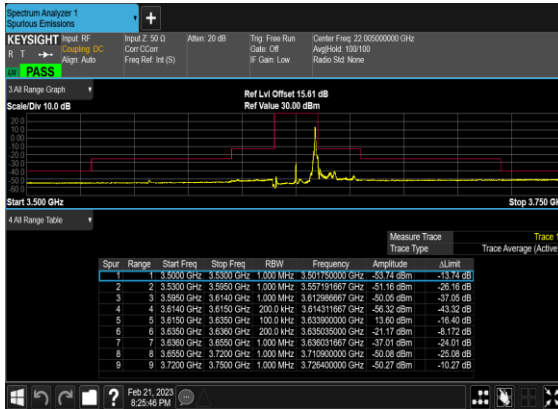 Spectrum Analyzer 1
Spurious Emissions
KEYSIGHT Input: RF Input Z: 50 Ω Atten: 20 dB Trig: Free Run Center Freq: 22.005000000 GHz
R T Coupling: DC Corr CCorr Gate: Off Avg|Hold: 100/100
Align: Auto Freq Ref: Int (S) IF Gain: Low Radio Std: None
PASS
3 All Range Graph
Ref Lvl Offset 15.61 dB
Scale/Div 10.0 dB Ref Value 30.00 dBm
20.0
10.0
0.00
-10.0
-20.0
-30.0
-40.0
-50.0
-60.0
Start 3.500 GHz Stop 3.750 GH
4 All Range Table
Measure Trace Trace 1
Trace Type Trace Average (Active
Spur Range Start Freq Stop Freq RBW Frequency Amplitude ΔLimit
1 1 3.5000 GHz 3.5300 GHz 1.000 MHz 3.501750000 GHz -53.74 dBm -13.74 dB
2 2 3.5300 GHz 3.5950 GHz 1.000 MHz 3.557191667 GHz -51.16 dBm -26.16 dB
3 3 3.5950 GHz 3.6140 GHz 1.000 MHz 3.612986667 GHz -50.05 dBm -37.05 dB
4 4 3.6140 GHz 3.6150 GHz 200.0 kHz 3.614311667 GHz -56.32 dBm -43.32 dB
5 5 3.6150 GHz 3.6350 GHz 100.0 kHz 3.633900000 GHz 13.60 dBm -16.40 dB
6 6 3.6350 GHz 3.6360 GHz 200.0 kHz 3.635035000 GHz -21.17 dBm -8.172 dB
7 7 3.6360 GHz 3.6550 GHz 1.000 MHz 3.636031667 GHz -37.01 dBm -24.01 dB
8 8 3.6550 GHz 3.7200 GHz 1.000 MHz 3.710900000 GHz -50.08 dBm -25.08 dB
9 9 3.7200 GHz 3.7500 GHz 1.000 MHz 3.726400000 GHz -50.27 dBm -10.27 dB
? Feb 21, 2023
8:25:46 PM